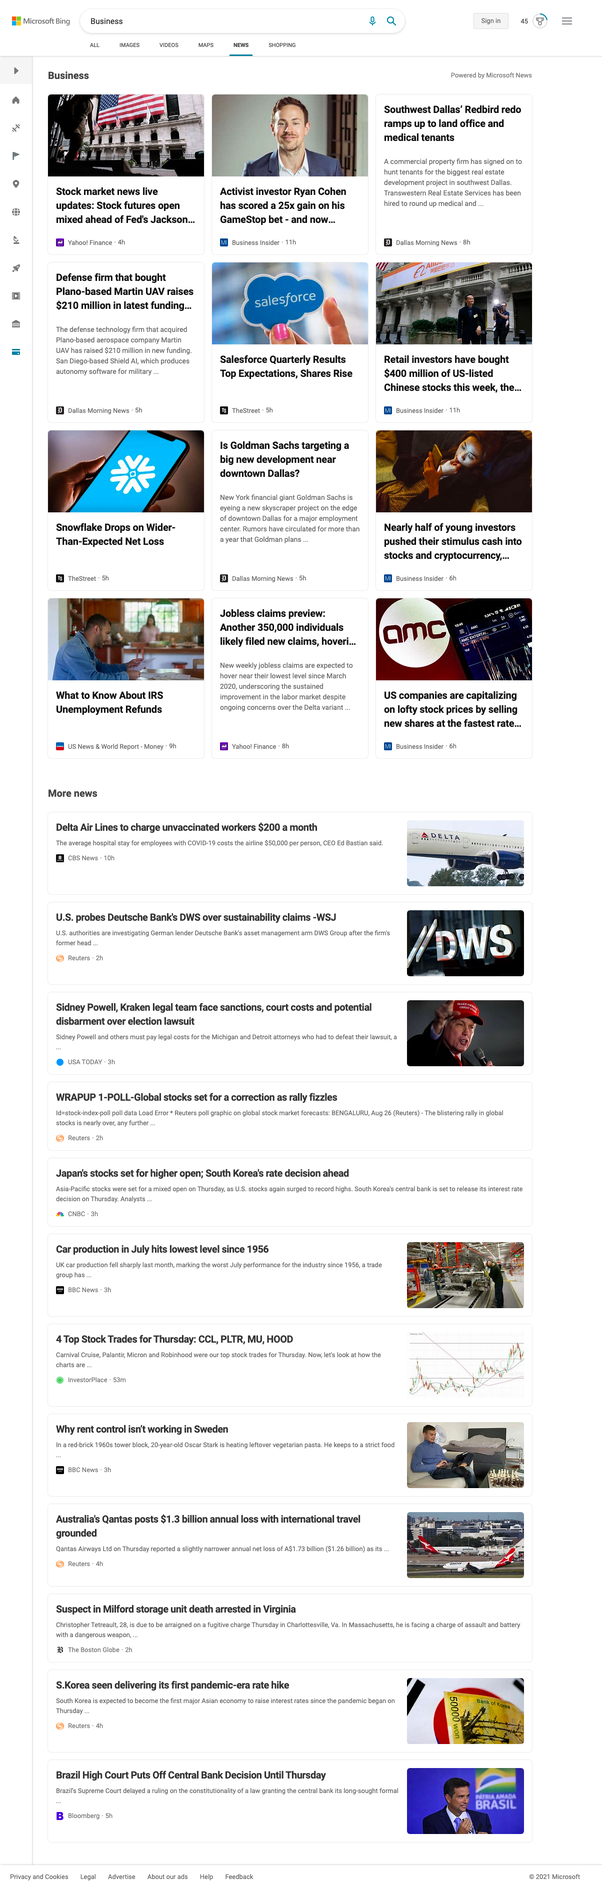 Microsoft Bing
Business
Sign in
45
ALL
IMAGES
VIDEOS
MAPS
NEWS
SHOPPING
Business
Powered by Microsoft News
Stock market news live
updates: Stock futures open
mixed ahead of Fed's Jackson...
Yahoo! Finance · 4h
Activist investor Ryan Cohen
has scored a 25x gain on his
GameStop bet - and now...
Business Insider · 11h
Southwest Dallas' Redbird redo
ramps up to land office and
medical tenants
A commercial property firm has signed on to
hunt tenants for the biggest real estate
development project in southwest Dallas.
Transwestern Real Estate Services has been
hired to round up medical and ...
Dallas Morning News · 8h
Defense firm that bought
Plano-based Martin UAV raises
$210 million in latest funding...
The defense technology firm that acquired
Plano-based aerospace company Martin
UAV has raised $210 million in new funding.
San Diego-based Shield AI, which produces
autonomy software for military ...
Dallas Morning News · 5h
salesforce
Salesforce Quarterly Results
Top Expectations, Shares Rise
TheStreet · 5h
Retail investors have bought
$400 million of US-listed
Chinese stocks this week, the...
Business Insider · 11h
Snowflake Drops on Wider-
Than-Expected Net Loss
TheStreet · 5h
Is Goldman Sachs targeting a
big new development near
downtown Dallas?
New York financial giant Goldman Sachs is
eyeing a new skyscraper project on the edge
of downtown Dallas for a major employment
center. Rumors have circulated for more than
a year that Goldman plans ...
Dallas Morning News · 5h
Nearly half of young investors
pushed their stimulus cash into
stocks and cryptocurrency,...
Business Insider · 6h
What to Know About IRS
Unemployment Refunds
US News & World Report - Money · 9h
Jobless claims preview:
Another 350,000 individuals
likely filed new claims, hoveri...
New weekly jobless claims are expected to
hover near their lowest level since March
2020, underscoring the sustained
improvement in the labor market despite
ongoing concerns over the Delta variant ...
Yahoo! Finance · 8h
amc
US companies are capitalizing
on lofty stock prices by selling
new shares at the fastest rate...
Business Insider · 6h
More news
Delta Air Lines to charge unvaccinated workers $200 a month
The average hospital stay for employees with COVID-19 costs the airline $50,000 per person, CEO Ed Bastian said.
CBS News · 10h
DELTA
U.S. probes Deutsche Bank's DWS over sustainability claims -WSJ
U.S. authorities are investigating German lender Deutsche Bank's asset management arm DWS Group after the firm's
former head ...
Reuters · 2h
DWS
Sidney Powell, Kraken legal team face sanctions, court costs and potential
disbarment over election lawsuit
Sidney Powell and others must pay legal costs for the Michigan and Detroit attorneys who had to defeat their lawsuit, a
...
USA TODAY · 3h
WRAPUP 1-POLL-Global stocks set for a correction as rally fizzles
Id=stock-index-poll poll data Load Error * Reuters poll graphic on global stock market forecasts: BENGALURU, Aug 26 (Reuters) - The blistering rally in global
stocks is nearly over, any further ...
Reuters · 2h
Japan's stocks set for higher open; South Korea's rate decision ahead
Asia-Pacific stocks were set for a mixed open on Thursday, as U.S. stocks again surged to record highs. South Korea's central bank is set to release its interest rate
decision on Thursday. Analysts ...
CNBC · 3h
Car production in July hits lowest level since 1956
UK car production fell sharply last month, marking the worst July performance for the industry since 1956, a trade
group has ...
BBC News · 3h
4 Top Stock Trades for Thursday: CCL, PLTR, MU, HOOD
Carnival Cruise, Palantir, Micron and Robinhood were our top stock trades for Thursday. Now, let's look at how the
charts are ...
InvestorPlace · 53m
Why rent control isn't working in Sweden
In a red-brick 1960s tower block, 20-year-old Oscar Stark is heating leftover vegetarian pasta. He keeps to a strict food
...
BBC News · 3h
Australia's Qantas posts $1.3 billion annual loss with international travel
grounded
Qantas Airways Ltd on Thursday reported a slightly narrower annual net loss of A$1.73 billion ($1.26 billion) as its ...
Reuters · 4h
Suspect in Milford storage unit death arrested in Virginia
Christopher Tetreault, 28, is due to be arraigned on a fugitive charge Thursday in Charlottesville, Va. In Massachusetts, he is facing a charge of assault and battery
with a dangerous weapon, ...
The Boston Globe · 2h
S.Korea seen delivering its first pandemic-era rate hike
South Korea is expected to become the first major Asian economy to raise interest rates since the pandemic began on
Thursday ...
Reuters · 4h
Bank of Korea
50000 won
Brazil High Court Puts Off Central Bank Decision Until Thursday
Brazil's Supreme Court delayed a ruling on the constitutionality of a law granting the central bank its long-sought formal
...
Bloomberg · 5h
PÁTRIA AMADA
BRASIL
Privacy and Cookies
Legal
Advertise
About our ads
Help
Feedback
© 2021 Microsoft